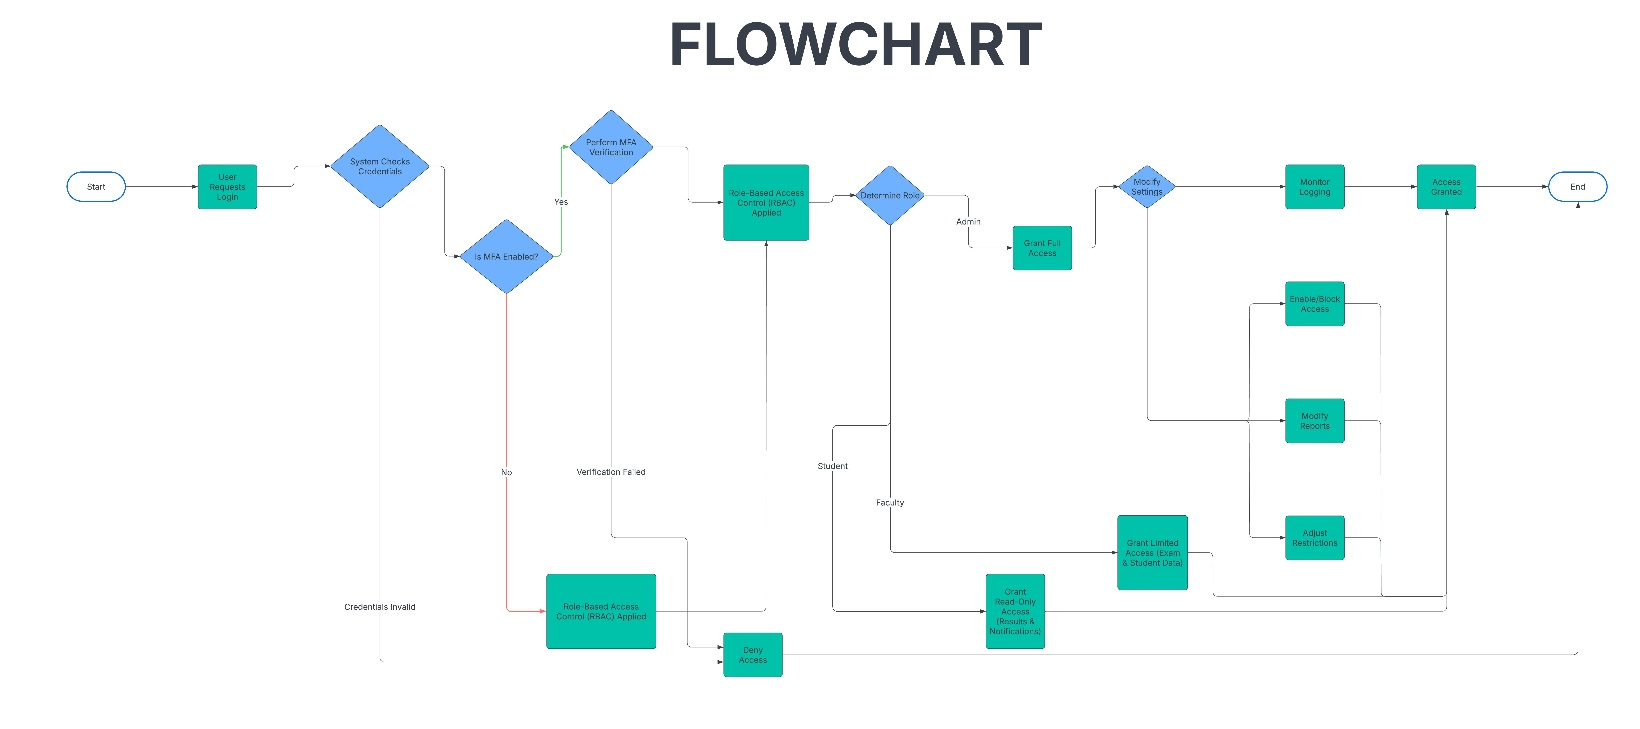 FLOWCHART
Start
User
Requests
Login
System Checks
Credentials
Is MFA Enabled?
Yes
Perform MFA
Verification
Role-Based Access
Control (RBAC)
Applied
Determine Role
Admin
Grant Full
Access
Modify
Settings
Monitor
Logging
Access
Granted
End
Enable/Block
Access
Modify
Reports
Adjust
Restrictions
No
Verification Failed
Student
Faculty
Grant Limited
Access (Exam
& Student Data)
Grant
Read-Only
Access
(Results &
Notifications)
Credentials Invalid
Role-Based Access
Control (RBAC) Applied
Deny
Access